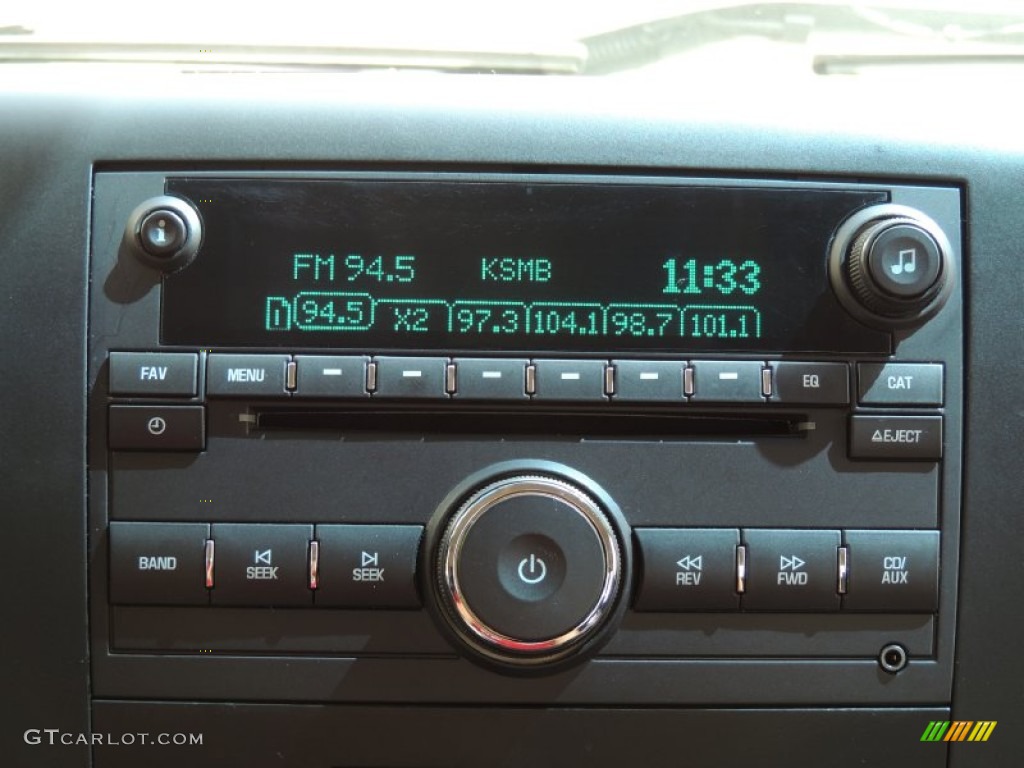 i
FM 94.5 KSMB 11:33
1 94.5 X2 97.3 104.1 98.7 101.1
FAV MENU EQ CAT
△EJECT
BAND SEEK SEEK REV FWD CD/
AUX
GTCARLOT.COM